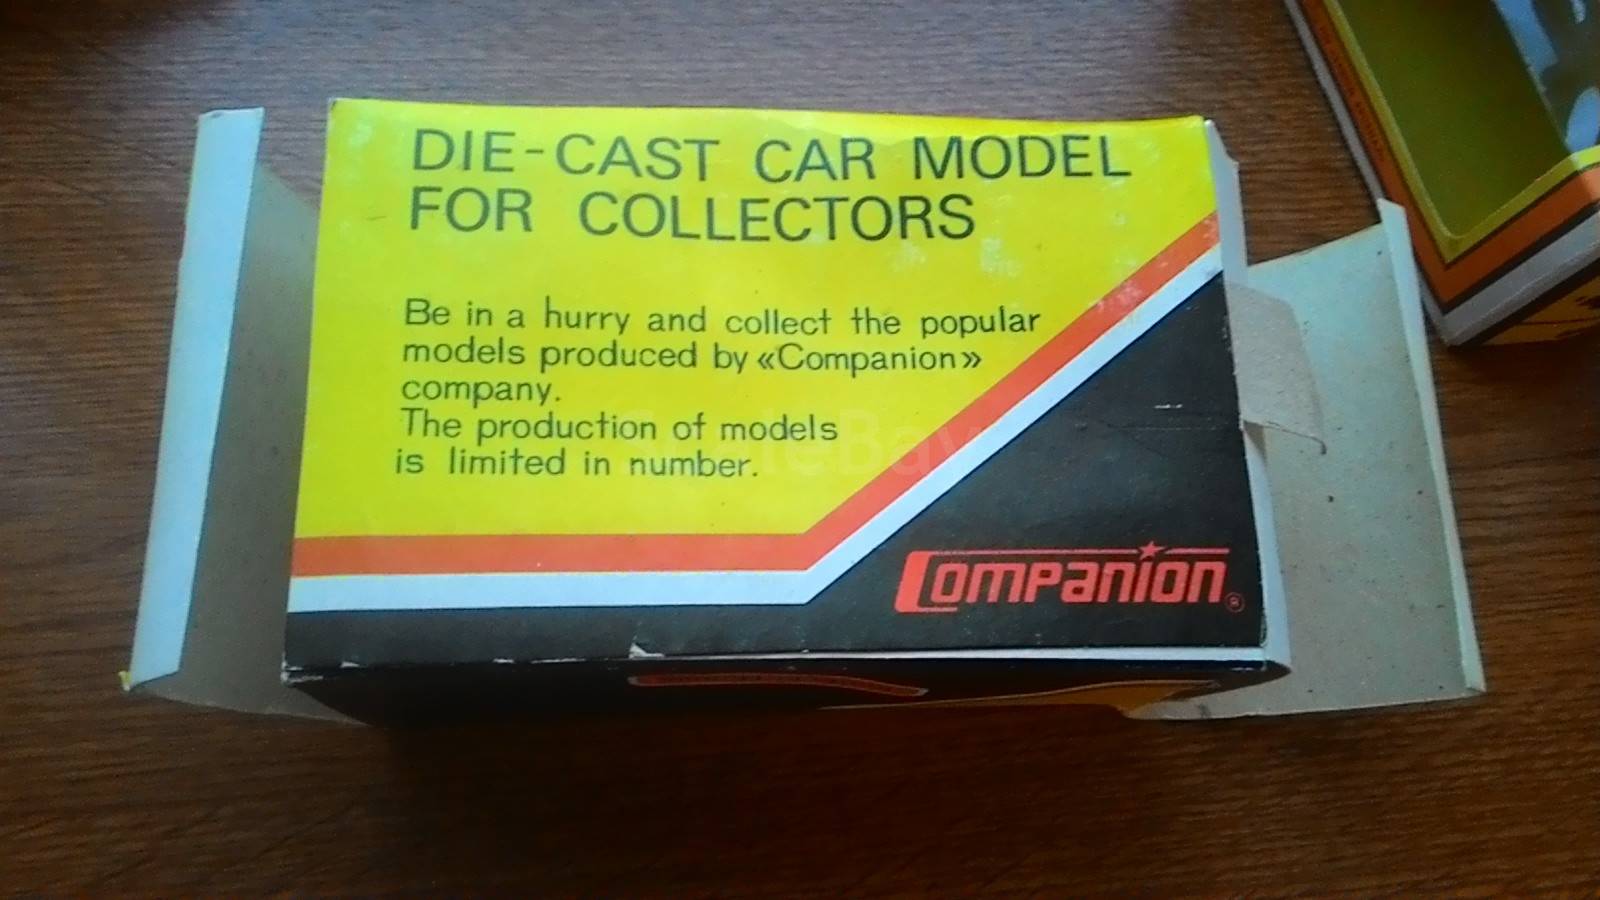 DIE-CAST CAR MODEL
FOR COLLECTORS
Be in a hurry and collect the popular
models produced by «Companion»
company.
The production of models
is limited in number.
Companion ®